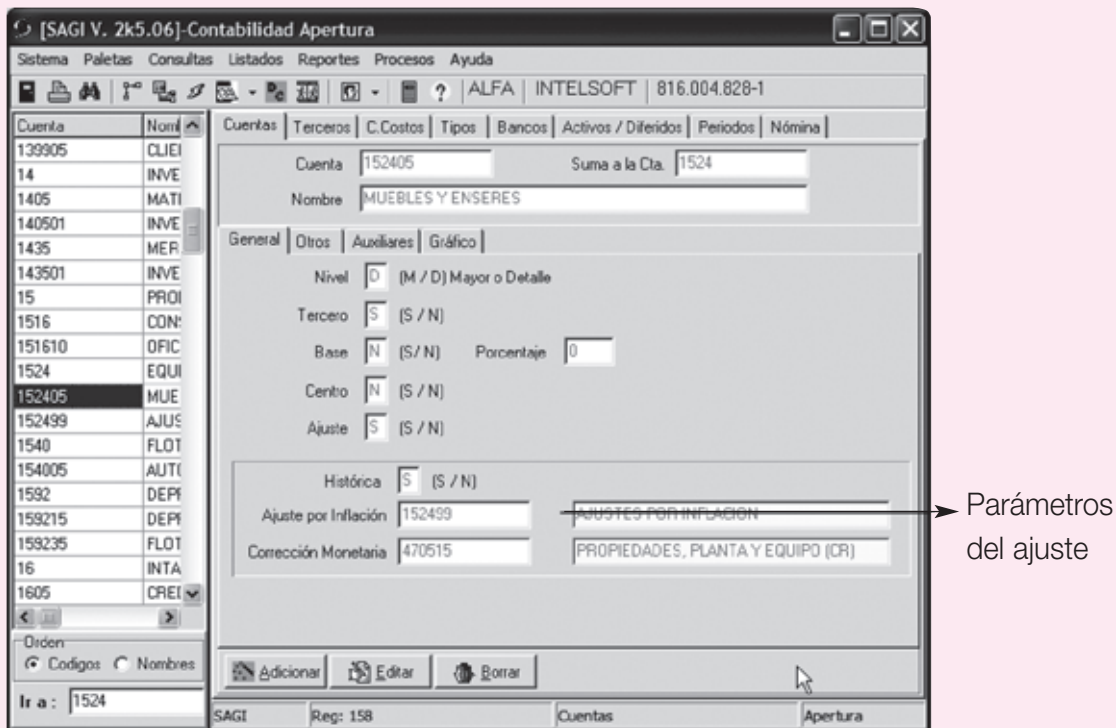 [SAGI V. 2k5.06]-Contabilidad Apertura
Sistema Paletas Consultas Listados Reportes Procesos Ayuda
ALFA INTELSOFT 816.004.828-1
Cuenta
139905 CLIE
14 INVE
1405 MATI
140501 INVE
1435 MER
143501 INVE
15 PROI
1516 CON
151610 OFIC
1524 EQUI
152405 MUE
152499 AJUS
1540 FLOT
154005 AUTO
1592 DEPR
159215 DEPR
159235 FLOT
16 INTA
1605 CREI
Orden
Codigos Nombres
Ir a: 1524
Cuentas Terceros C.Costos Tipos Bancos Activos / Diferidos Periodos Nómina
Cuenta 152405 Suma a la Cta. 1524
Nombre MUEBLES Y ENSERES
General Otros Auxiliares Gráfico
Nivel D (M / D) Mayor o Detalle
Tercero S (S / N)
Base N (S/ N) Porcentaje 0
Centro N (S / N)
Ajuste S (S / N)
Histórica S (S / N)
Ajuste por Inflación 152499 AJUSTES POR INFLACION
Corrección Monetaria 470515 PROPIEDADES, PLANTA Y EQUIPO (CR)
Adicionar Editar Borrar
SAGI Reg: 158 Cuentas Apertura
Parámetros
del ajuste